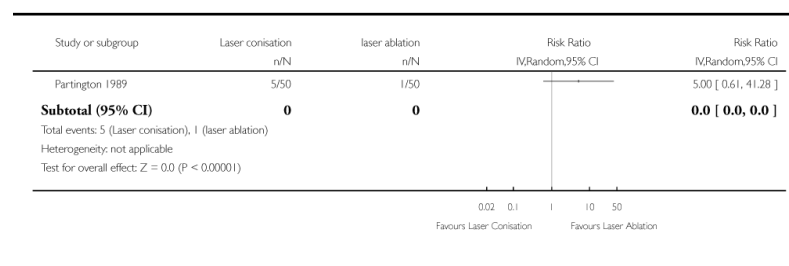 Study or subgroup Laser conisation laser ablation Risk Ratio Risk Ratio
n/N n/N IV,Random,95% CI IV,Random,95% CI
Partington 1989 5/50 1/50 5.00 [ 0.61, 41.28 ]
Subtotal (95% CI) 0 0 0.0 [ 0.0, 0.0 ]
Total events: 5 (Laser conisation), 1 (laser ablation)
Heterogeneity: not applicable
Test for overall effect: Z = 0.0 (P < 0.00001)
0.02 0.1 1 10 50
Favours Laser Conisation Favours Laser Ablation